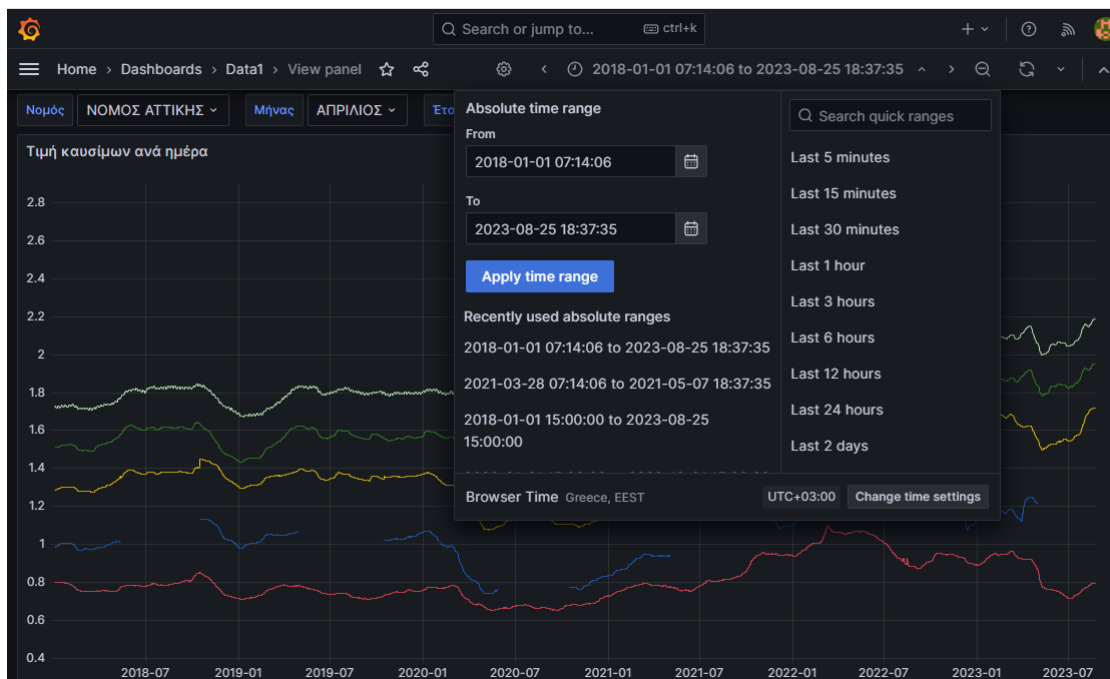 Search or jump to... ctrl+k
Home › Dashboards › Data1 › View panel 2018-01-01 07:14:06 to 2023-08-25 18:37:35
Νομός ΝΟΜΟΣ ΑΤΤΙΚΗΣ Μήνας ΑΠΡΙΛΙΟΣ
Τιμή καυσίμων ανά ημέρα
2.8
2.6
2.4
2.2
2
1.8
1.6
1.4
1.2
1
0.8
0.6
0.4
2018-07 2019-01 2019-07 2020-01 2020-07 2021-01 2021-07 2022-01 2022-07 2023-01 2023-07
Absolute time range
From
2018-01-01 07:14:06
To
2023-08-25 18:37:35
Apply time range
Recently used absolute ranges
2018-01-01 07:14:06 to 2023-08-25 18:37:35
2021-03-28 07:14:06 to 2021-05-07 18:37:35
2018-01-01 15:00:00 to 2023-08-25
15:00:00
Search quick ranges
Last 5 minutes
Last 15 minutes
Last 30 minutes
Last 1 hour
Last 3 hours
Last 6 hours
Last 12 hours
Last 24 hours
Last 2 days
Browser Time Greece, EEST UTC+03:00 Change time settings